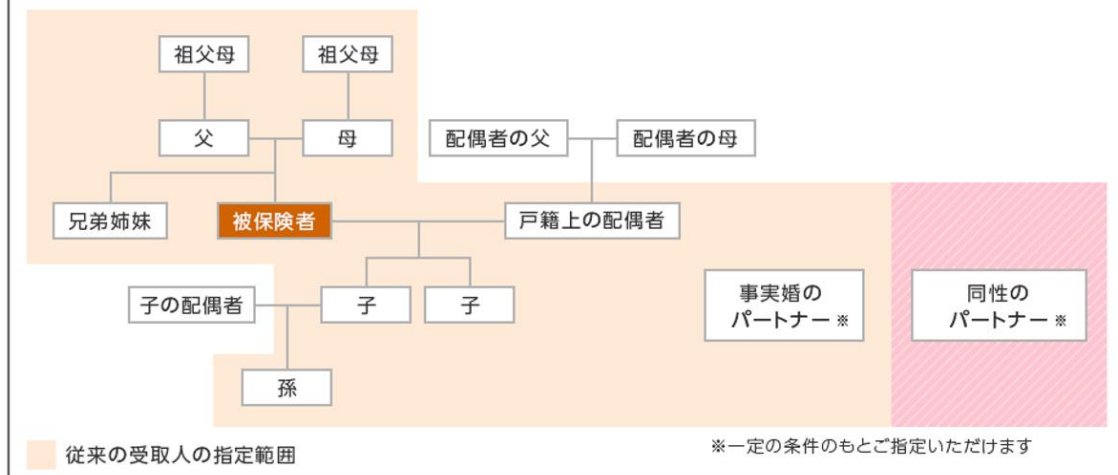 祖父母
祖父母
父
母
配偶者の父
配偶者の母
兄弟姉妹
被保険者
戸籍上の配偶者
子の配偶者
子
子
事実婚の
パートナー※
同性の
パートナー※
孫
従来の受取人の指定範囲
※一定の条件のもとご指定いただけます